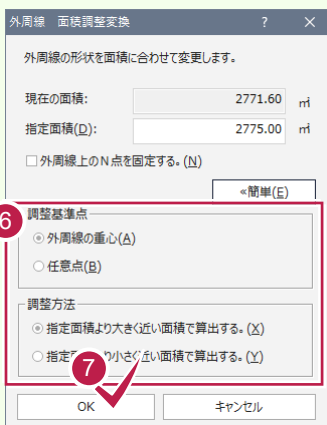 外周線 面積調整変換 ? ×
外周線の形状を面積に合わせて変更します。
現在の面積: 2771.60 ㎡
指定面積(D): 2775.00 ㎡
外周線上のN点を固定する。(N)
«簡単(E)
6
調整基準点
外周線の重心(A)
任意点(B)
調整方法
指定面積より大きく近い面積で算出する。(X)
指定面積より小さく近い面積で算出する。(Y)
7
OK キャンセル